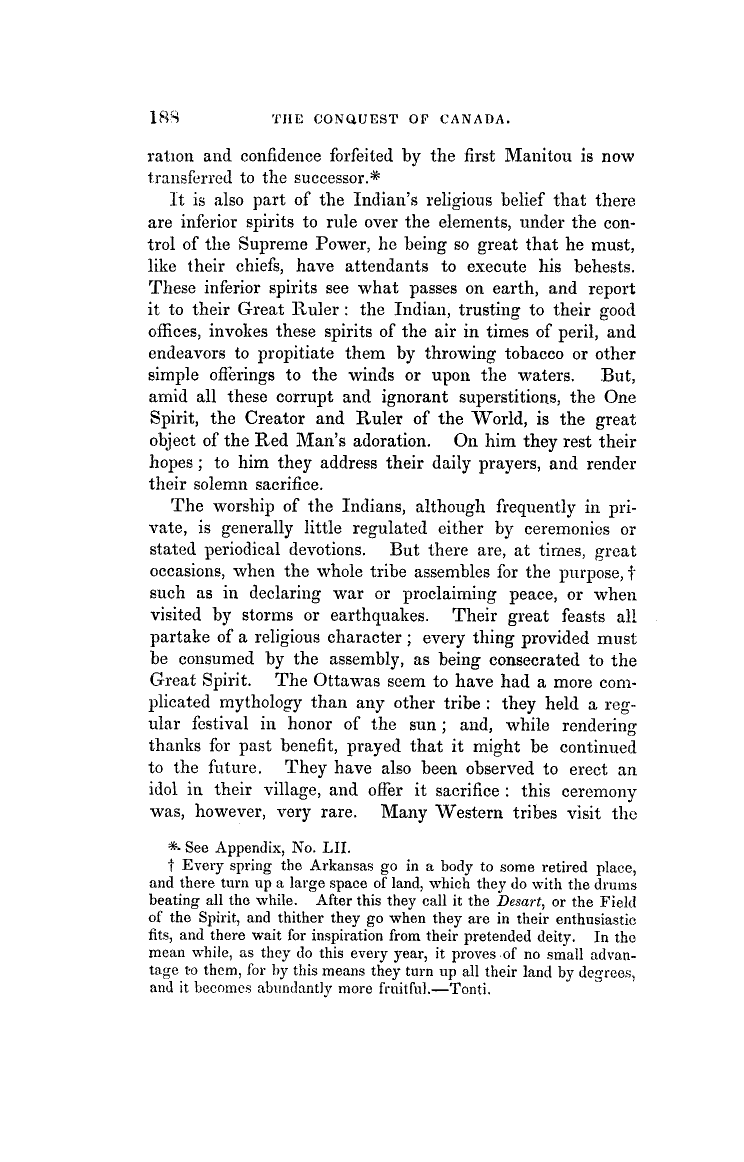 188 THE CONQUEST OF CANADA.
ration and confidence forfeited by the first Manitou is now
transferred to the successor.*
It is also part of the Indian's religious belief that there
are inferior spirits to rule over the elements, under the con-
trol of the Supreme Power, he being so great that he must,
like their chiefs, have attendants to execute his behests.
These inferior spirits see what passes on earth, and report
it to their Great Ruler : the Indian, trusting to their good
offices, invokes these spirits of the air in times of peril, and
endeavors to propitiate them by throwing tobacco or other
simple offerings to the winds or upon the waters. But,
amid all these corrupt and ignorant superstitions, the One
Spirit, the Creator and Ruler of the World, is the great
object of the Red Man's adoration. On him they rest their
hopes ; to him they address their daily prayers, and render
their solemn sacrifice.
The worship of the Indians, although frequently in pri-
vate, is generally little regulated either by ceremonies or
stated periodical devotions. But there are, at times, great
occasions, when the whole tribe assembles for the purpose,†
such as in declaring war or proclaiming peace, or when
visited by storms or earthquakes. Their great feasts all
partake of a religious character ; every thing provided must
be consumed by the assembly, as being consecrated to the
Great Spirit. The Ottawas seem to have had a more com-
plicated mythology than any other tribe : they held a reg-
ular festival in honor of the sun ; and, while rendering
thanks for past benefit, prayed that it might be continued
to the future. They have also been observed to erect an
idol in their village, and offer it sacrifice : this ceremony
was, however, very rare. Many Western tribes visit the
* See Appendix, No. LII.
† Every spring the Arkansas go in a body to some retired place,
and there turn up a large space of land, which they do with the drums
beating all the while. After this they call it the Desart, or the Field
of the Spirit, and thither they go when they are in their enthusiastic
fits, and there wait for inspiration from their pretended deity. In the
mean while, as they do this every year, it proves of no small advan-
tage to them, for by this means they turn up all their land by degrees,
and it becomes abundantly more fruitful.—Tonti.